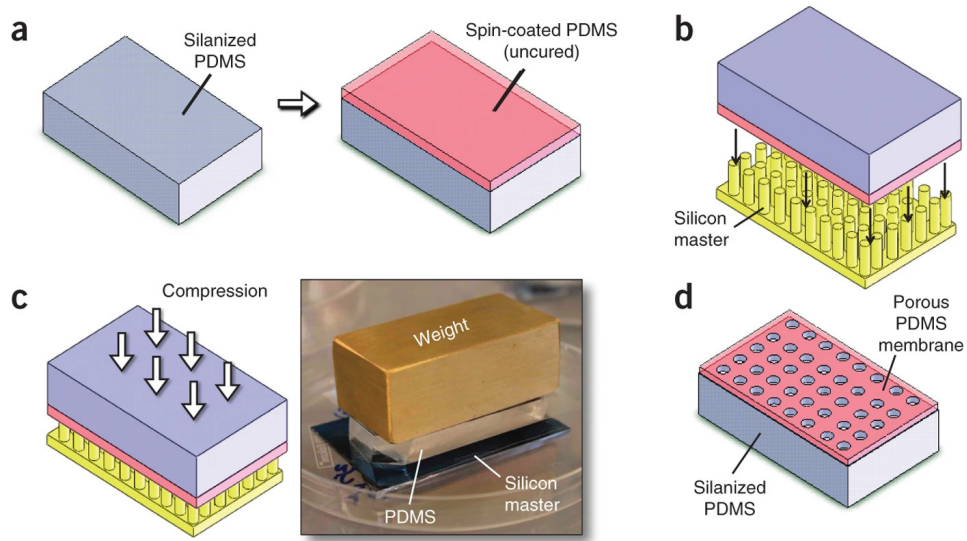 a
Silanized
PDMS
Spin-coated PDMS
(uncured)
b
Silicon
master
c
Compression
Weight
PDMS
Silicon
master
d
Porous
PDMS
membrane
Silanized
PDMS